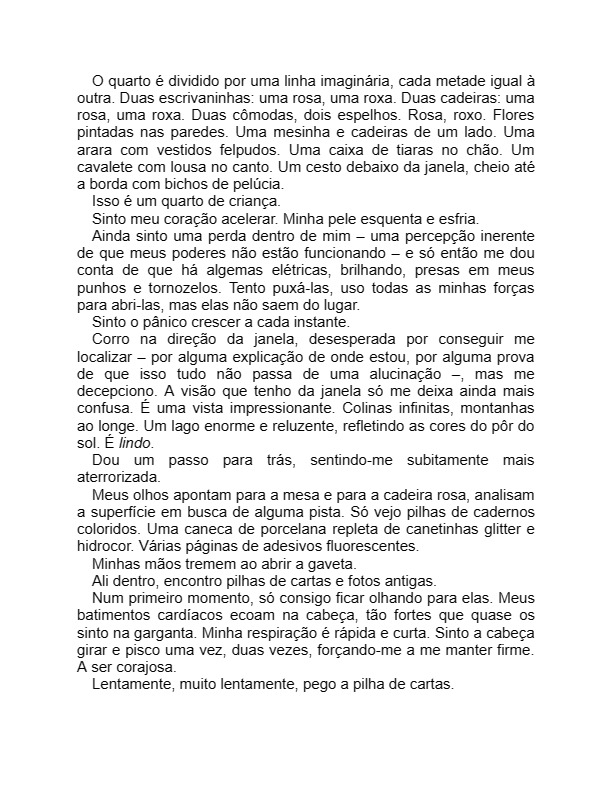 O quarto é dividido por uma linha imaginária, cada metade igual à
outra. Duas escrivaninhas: uma rosa, uma roxa. Duas cadeiras: uma
rosa, uma roxa. Duas cômodas, dois espelhos. Rosa, roxo. Flores
pintadas nas paredes. Uma mesinha e cadeiras de um lado. Uma
arara com vestidos felpudos. Uma caixa de tiaras no chão. Um
cavalete com lousa no canto. Um cesto debaixo da janela, cheio até
a borda com bichos de pelúcia.
Isso é um quarto de criança.
Sinto meu coração acelerar. Minha pele esquenta e esfria.
Ainda sinto uma perda dentro de mim – uma percepção inerente
de que meus poderes não estão funcionando – e só então me dou
conta de que há algemas elétricas, brilhando, presas em meus
punhos e tornozelos. Tento puxá-las, uso todas as minhas forças
para abri-las, mas elas não saem do lugar.
Sinto o pânico crescer a cada instante.
Corro na direção da janela, desesperada por conseguir me
localizar – por alguma explicação de onde estou, por alguma prova
de que isso tudo não passa de uma alucinação –, mas me
decepciono. A visão que tenho da janela só me deixa ainda mais
confusa. É uma vista impressionante. Colinas infinitas, montanhas
ao longe. Um lago enorme e reluzente, refletindo as cores do pôr do
sol. É lindo.
Dou um passo para trás, sentindo-me subitamente mais
aterrorizada.
Meus olhos apontam para a mesa e para a cadeira rosa, analisam
a superfície em busca de alguma pista. Só vejo pilhas de cadernos
coloridos. Uma caneca de porcelana repleta de canetinhas glitter e
hidrocor. Várias páginas de adesivos fluorescentes.
Minhas mãos tremem ao abrir a gaveta.
Ali dentro, encontro pilhas de cartas e fotos antigas.
Num primeiro momento, só consigo ficar olhando para elas. Meus
batimentos cardíacos ecoam na cabeça, tão fortes que quase os
sinto na garganta. Minha respiração é rápida e curta. Sinto a cabeça
girar e pisco uma vez, duas vezes, forçando-me a me manter firme.
A ser corajosa.
Lentamente, muito lentamente, pego a pilha de cartas.